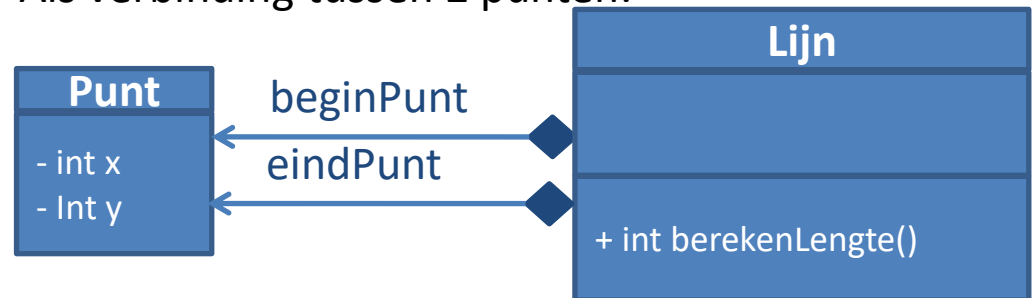 Lijn
Punt
beginPunt
- int x
eindPunt
- Int y
+ int berekenLengte()